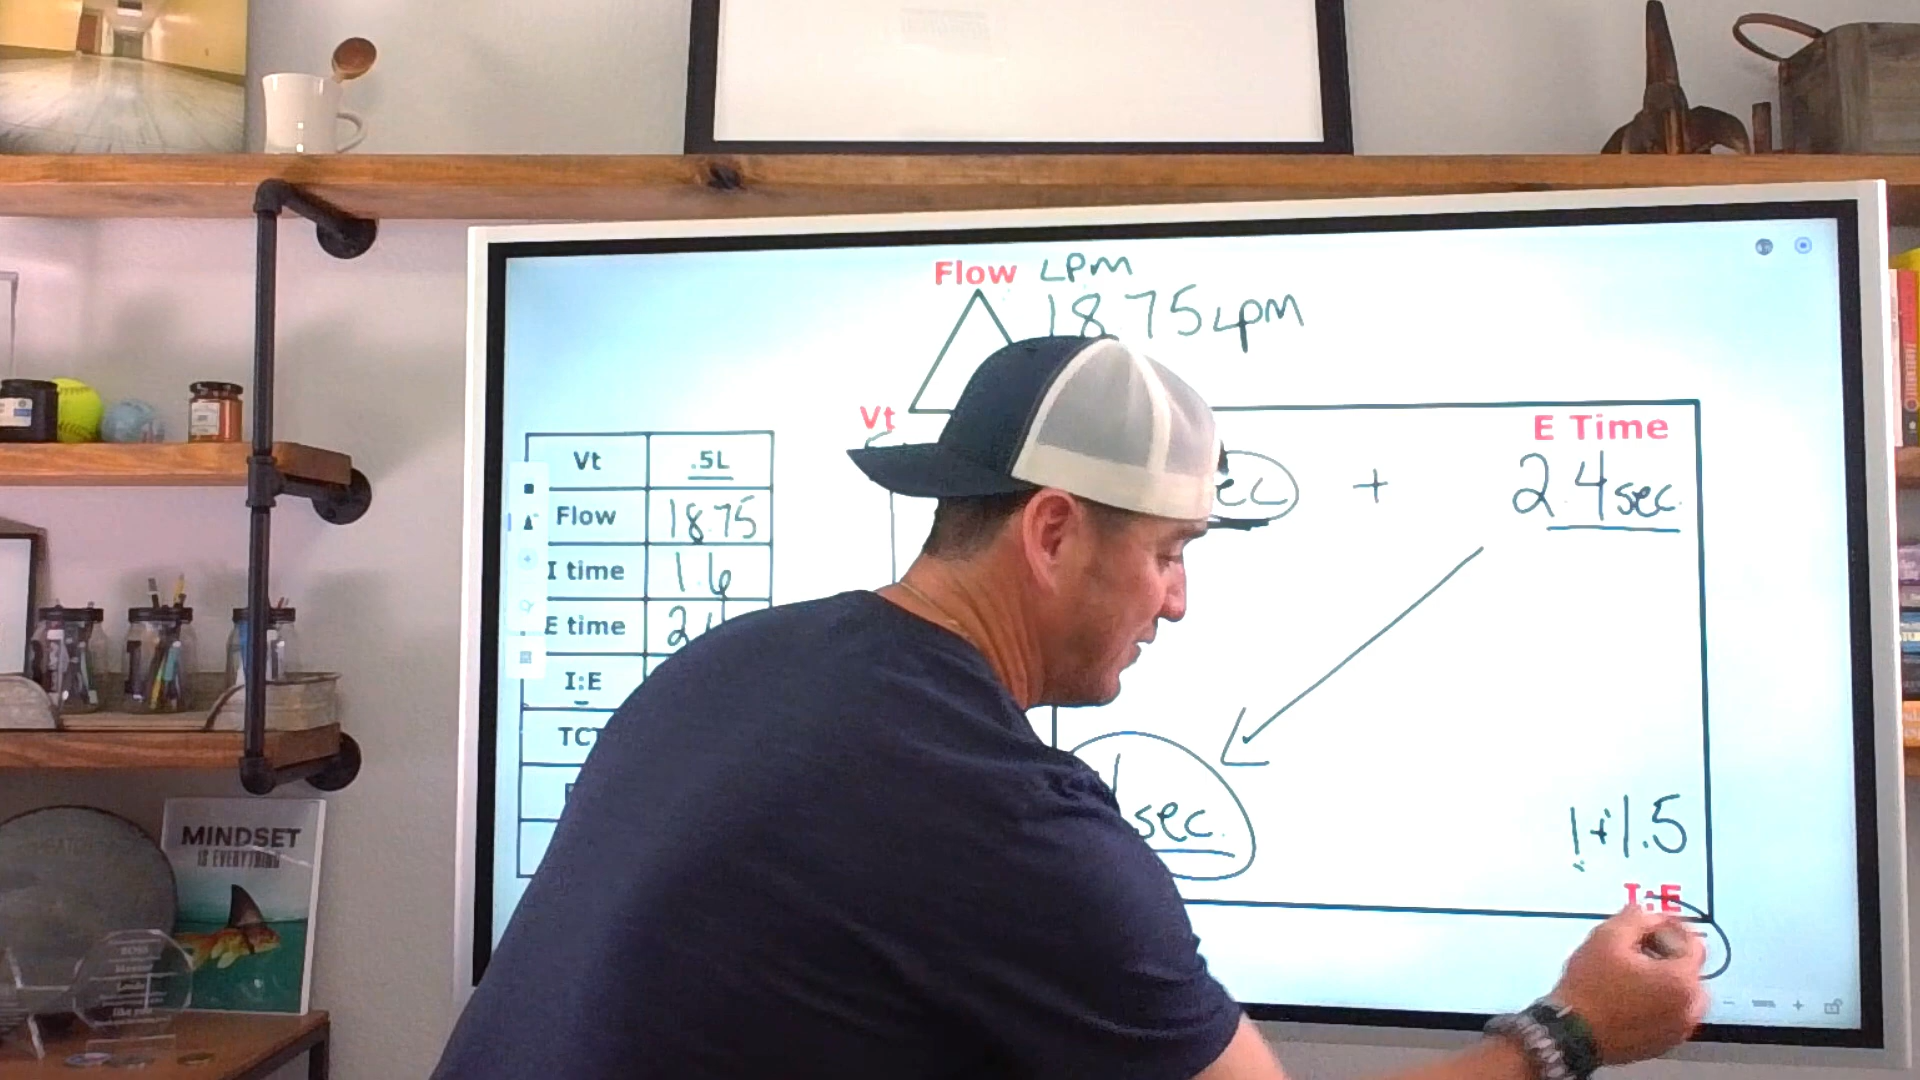 Flow LPM
18.75 LPM
Vt
E Time
ec + 2.4 sec.
Vt .5L
Flow 18.75
I time 1.6
E time 2.4
I:E
TCT
sec.
1+1.5
I:E
MINDSET
IS EVERYTHING